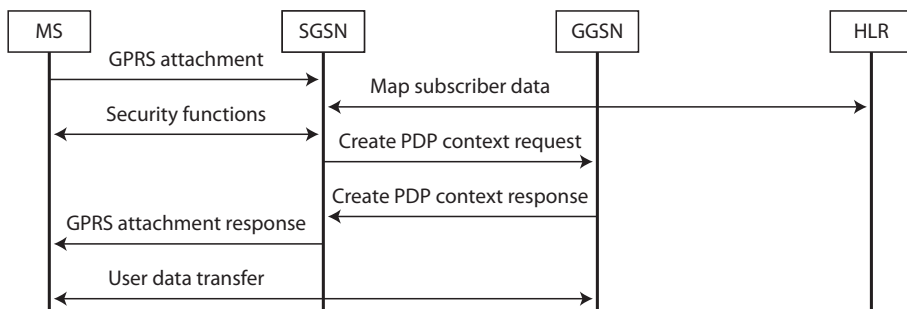 MS
SGSN
GGSN
HLR
GPRS attachment
Map subscriber data
Security functions
Create PDP context request
Create PDP context response
GPRS attachment response
User data transfer